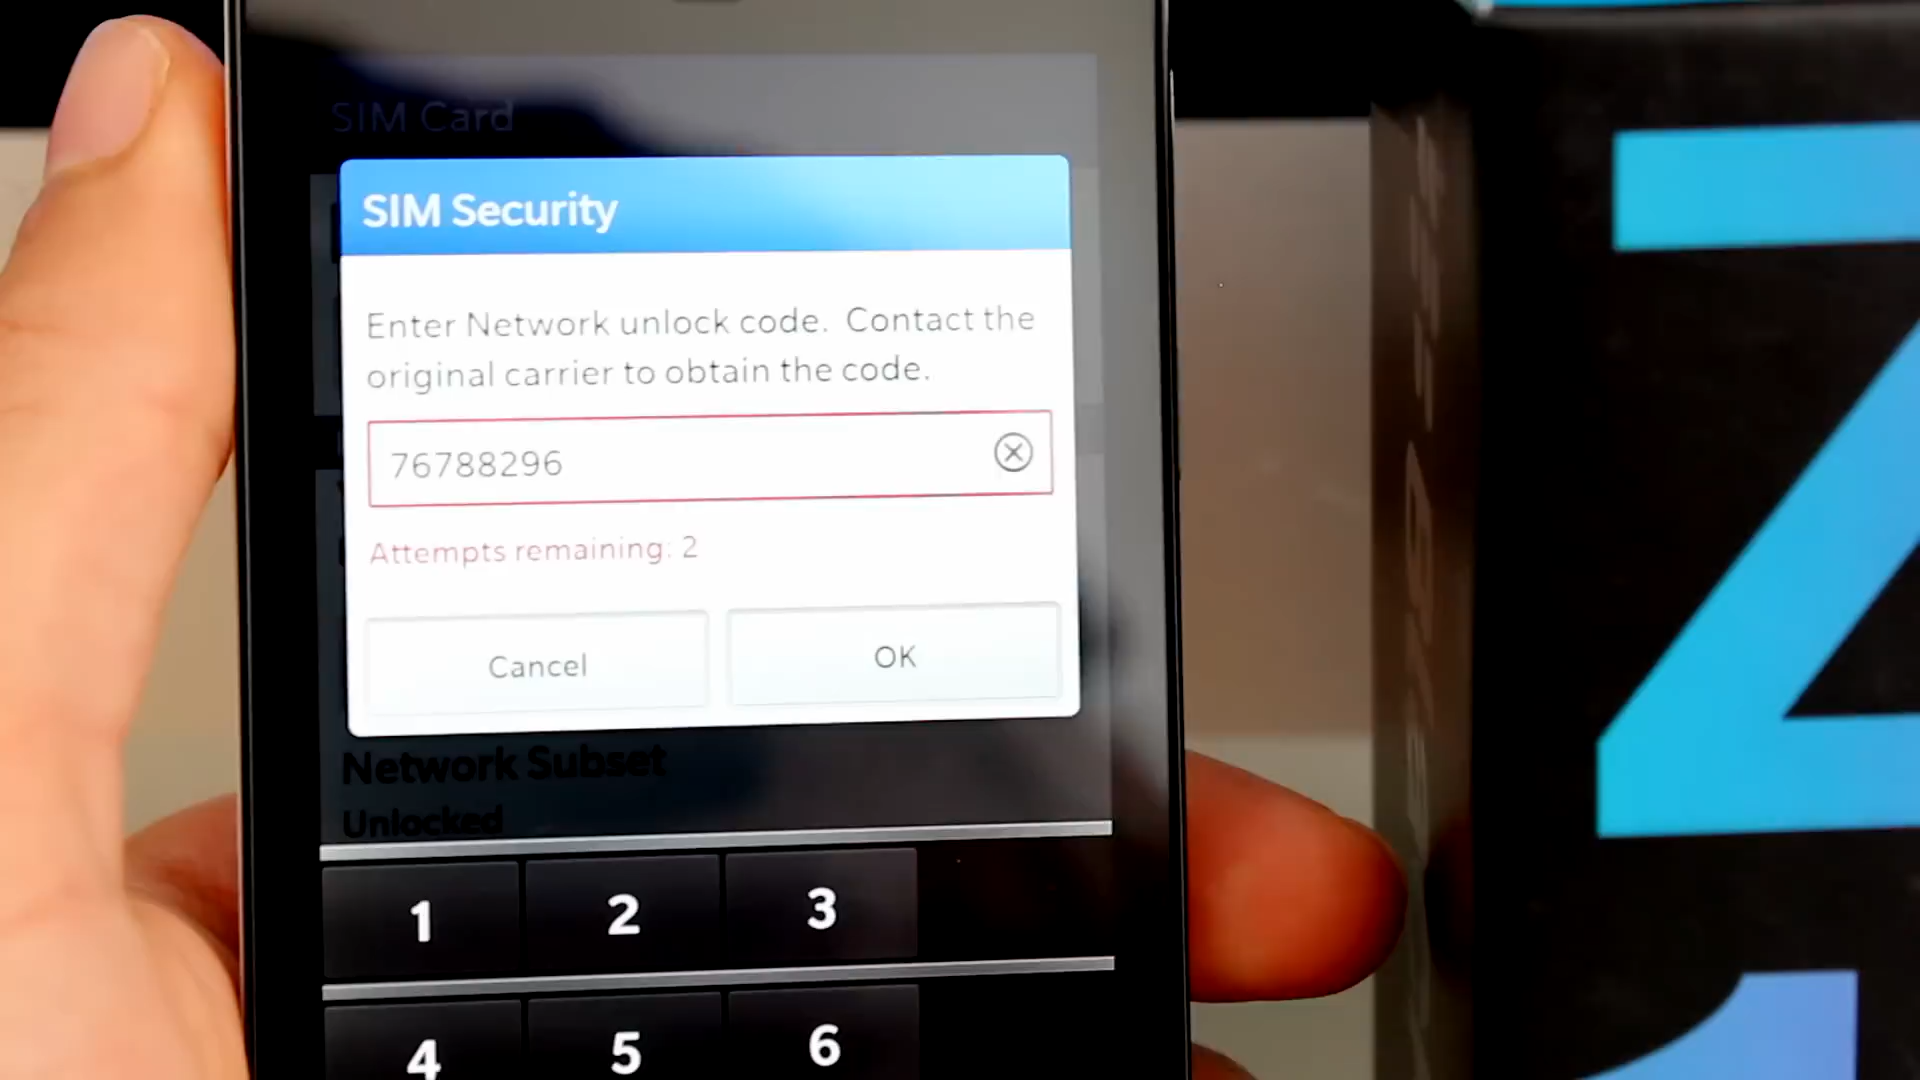 SIM Card
SIM Security
Enter Network unlock code. Contact the
original carrier to obtain the code.
76788296
Attempts remaining: 2
Cancel
OK
Network Subset
Unlocked
1 2 3
4 5 6
Z
1